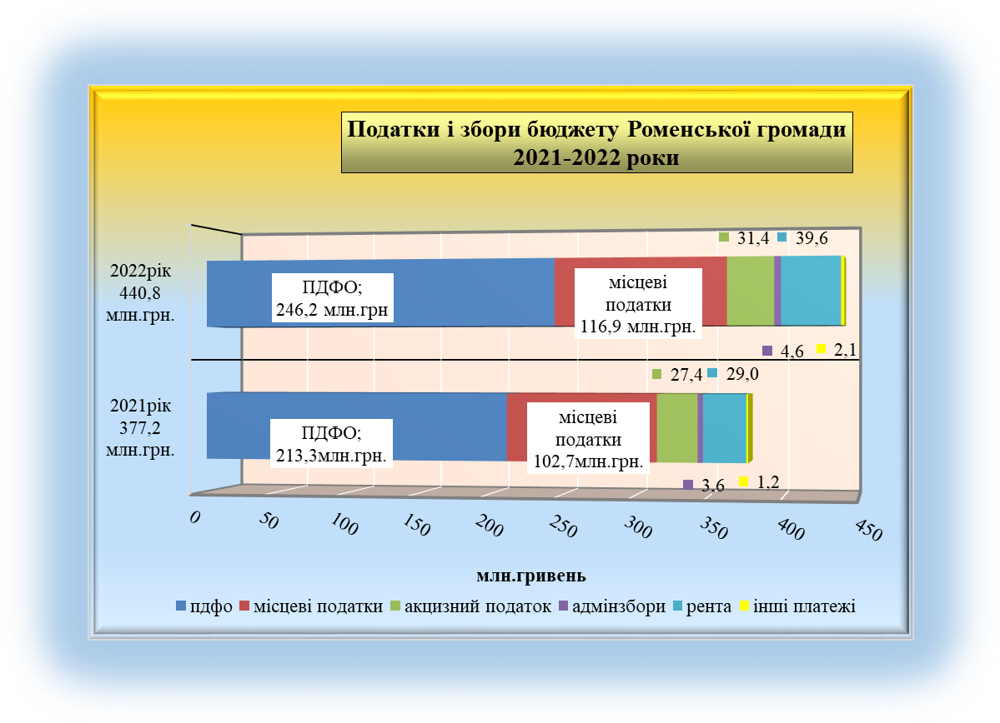 Податки і збори бюджету Роменської громади
2021-2022 роки
31,4 39,6
2022рік
440,8
млн.грн.
ПДФО;
246,2 млн.грн
місцеві
податки
116,9 млн.грн.
4,6 2,1
27,4 29,0
2021рік
377,2
млн.грн.
ПДФО;
213,3млн.грн.
місцеві
податки
102,7млн.грн.
3,6 1,2
0 50 100 150 200 250 300 350 400 450
млн.гривень
пдфо місцеві податки акцизний податок адмінзбори рента інші платежі